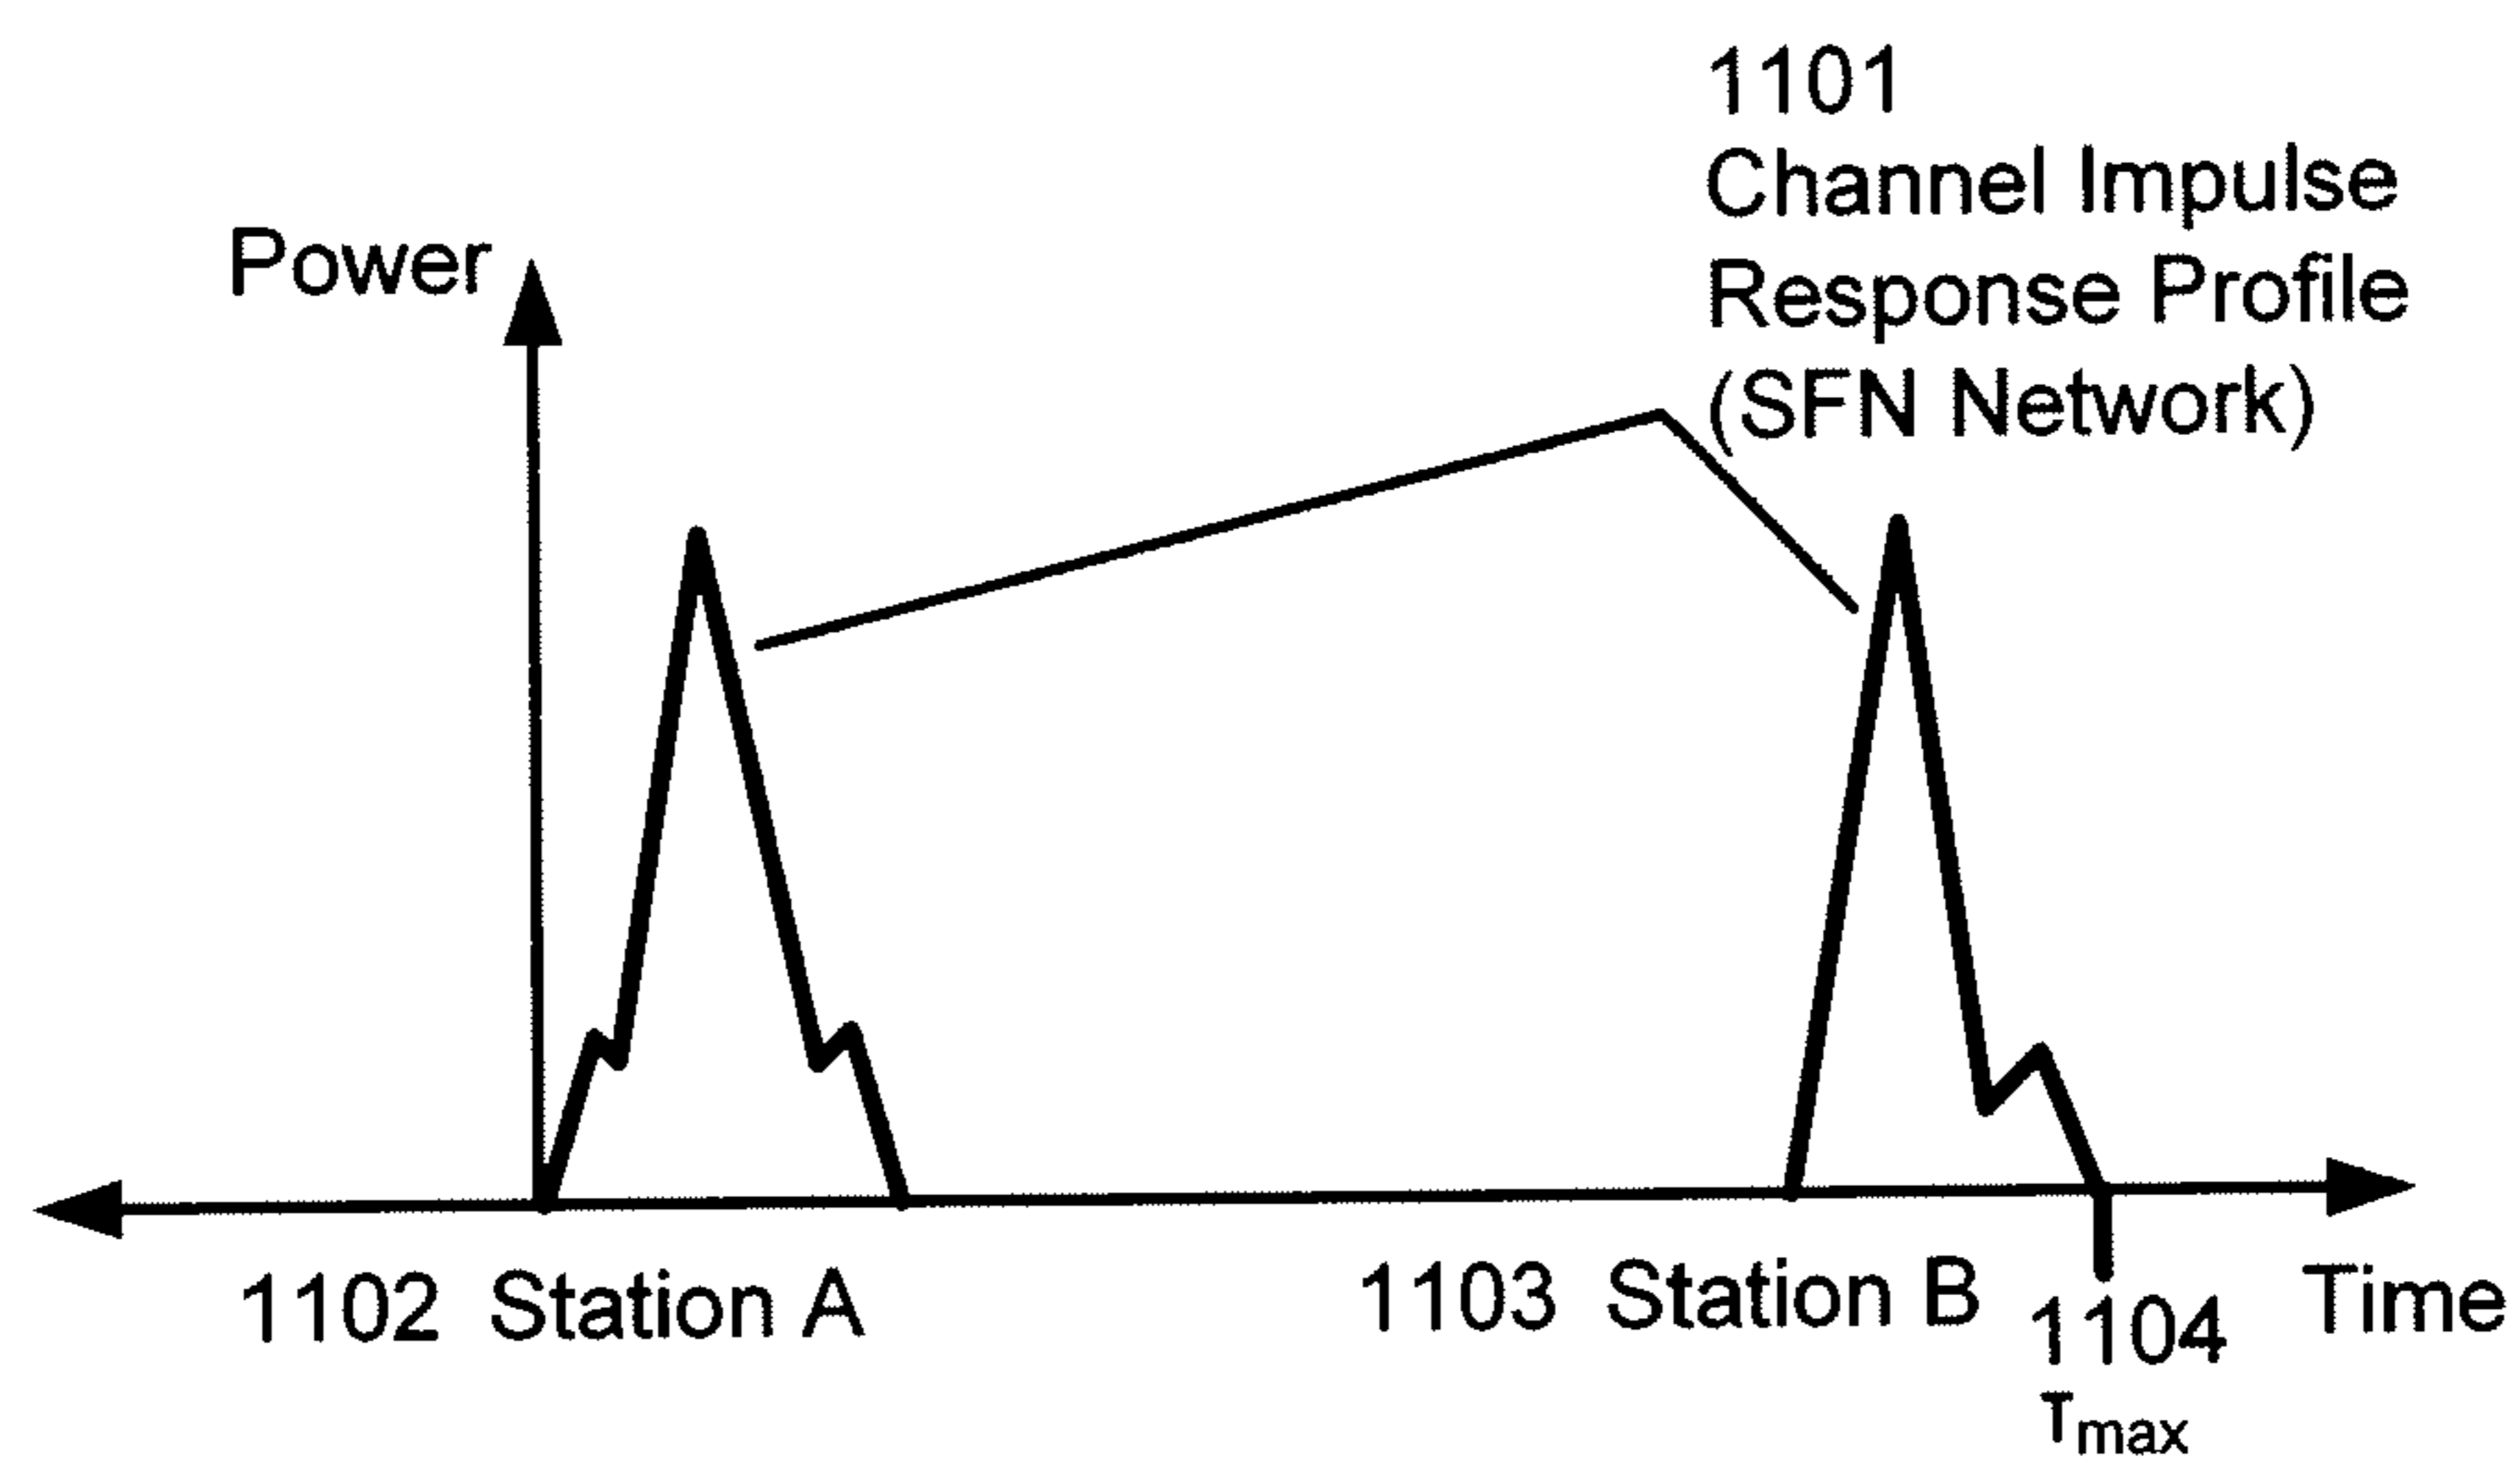 1101
Channel Impulse
Response Profile
(SFN Network)
Power
1102 Station A
1103 Station B
1104
τmax
Time